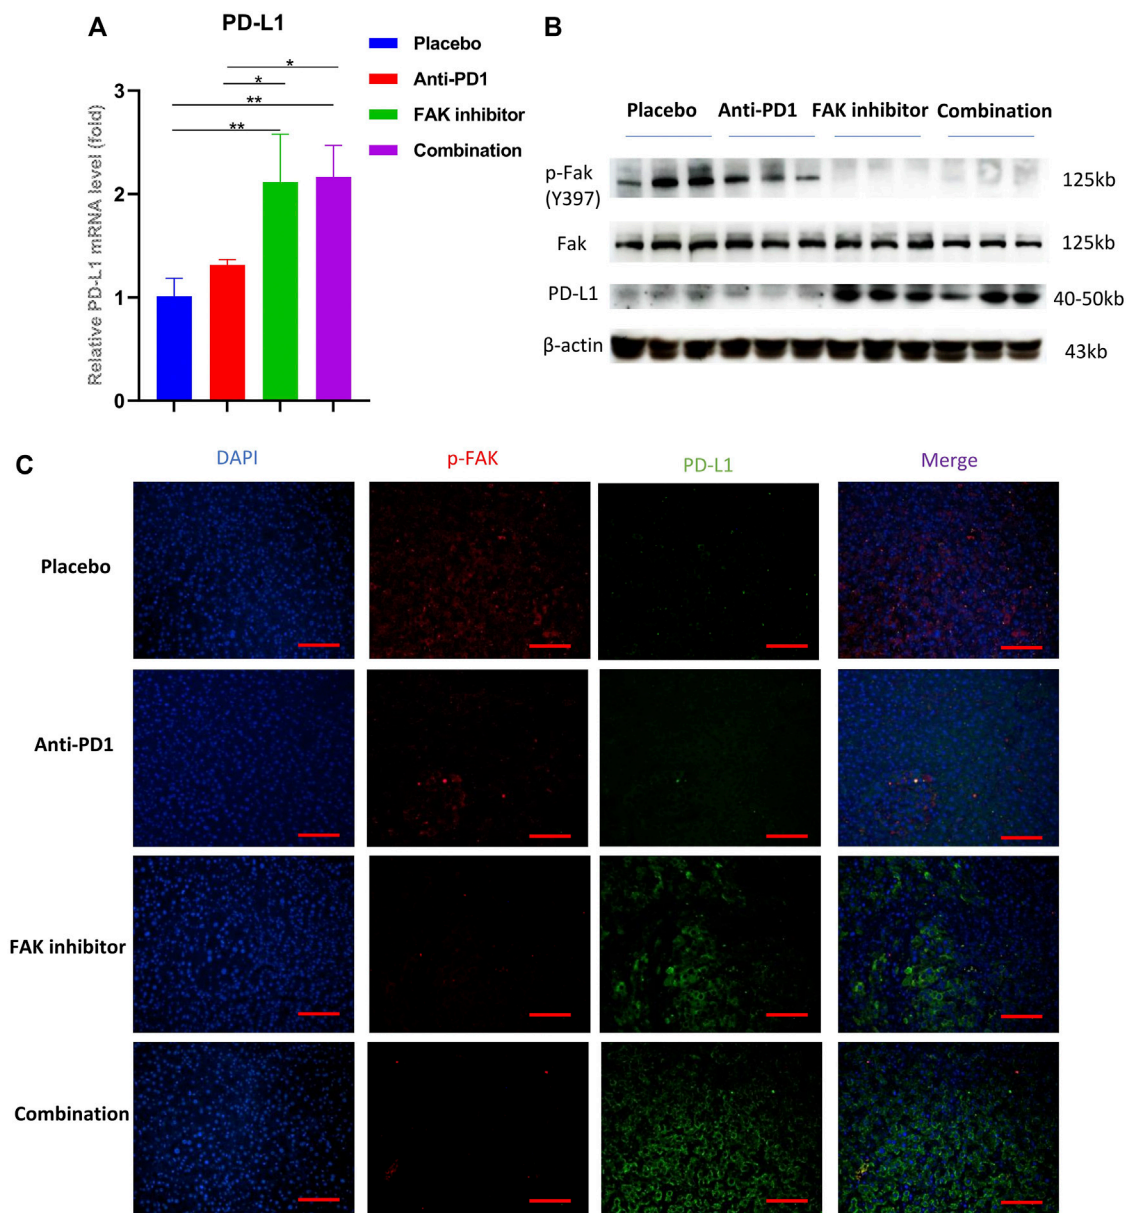 A
PD-L1
Placebo
Anti-PD1
FAK inhibitor
Combination
Relative PD-L1 mRNA level (fold)
3
2
1
0
*
*
**
**
B
Placebo Anti-PD1 FAK inhibitor Combination
p-Fak
(Y397)
125kb
Fak
125kb
PD-L1
40-50kb
β-actin
43kb
C
DAPI p-FAK PD-L1 Merge
Placebo
Anti-PD1
FAK inhibitor
Combination